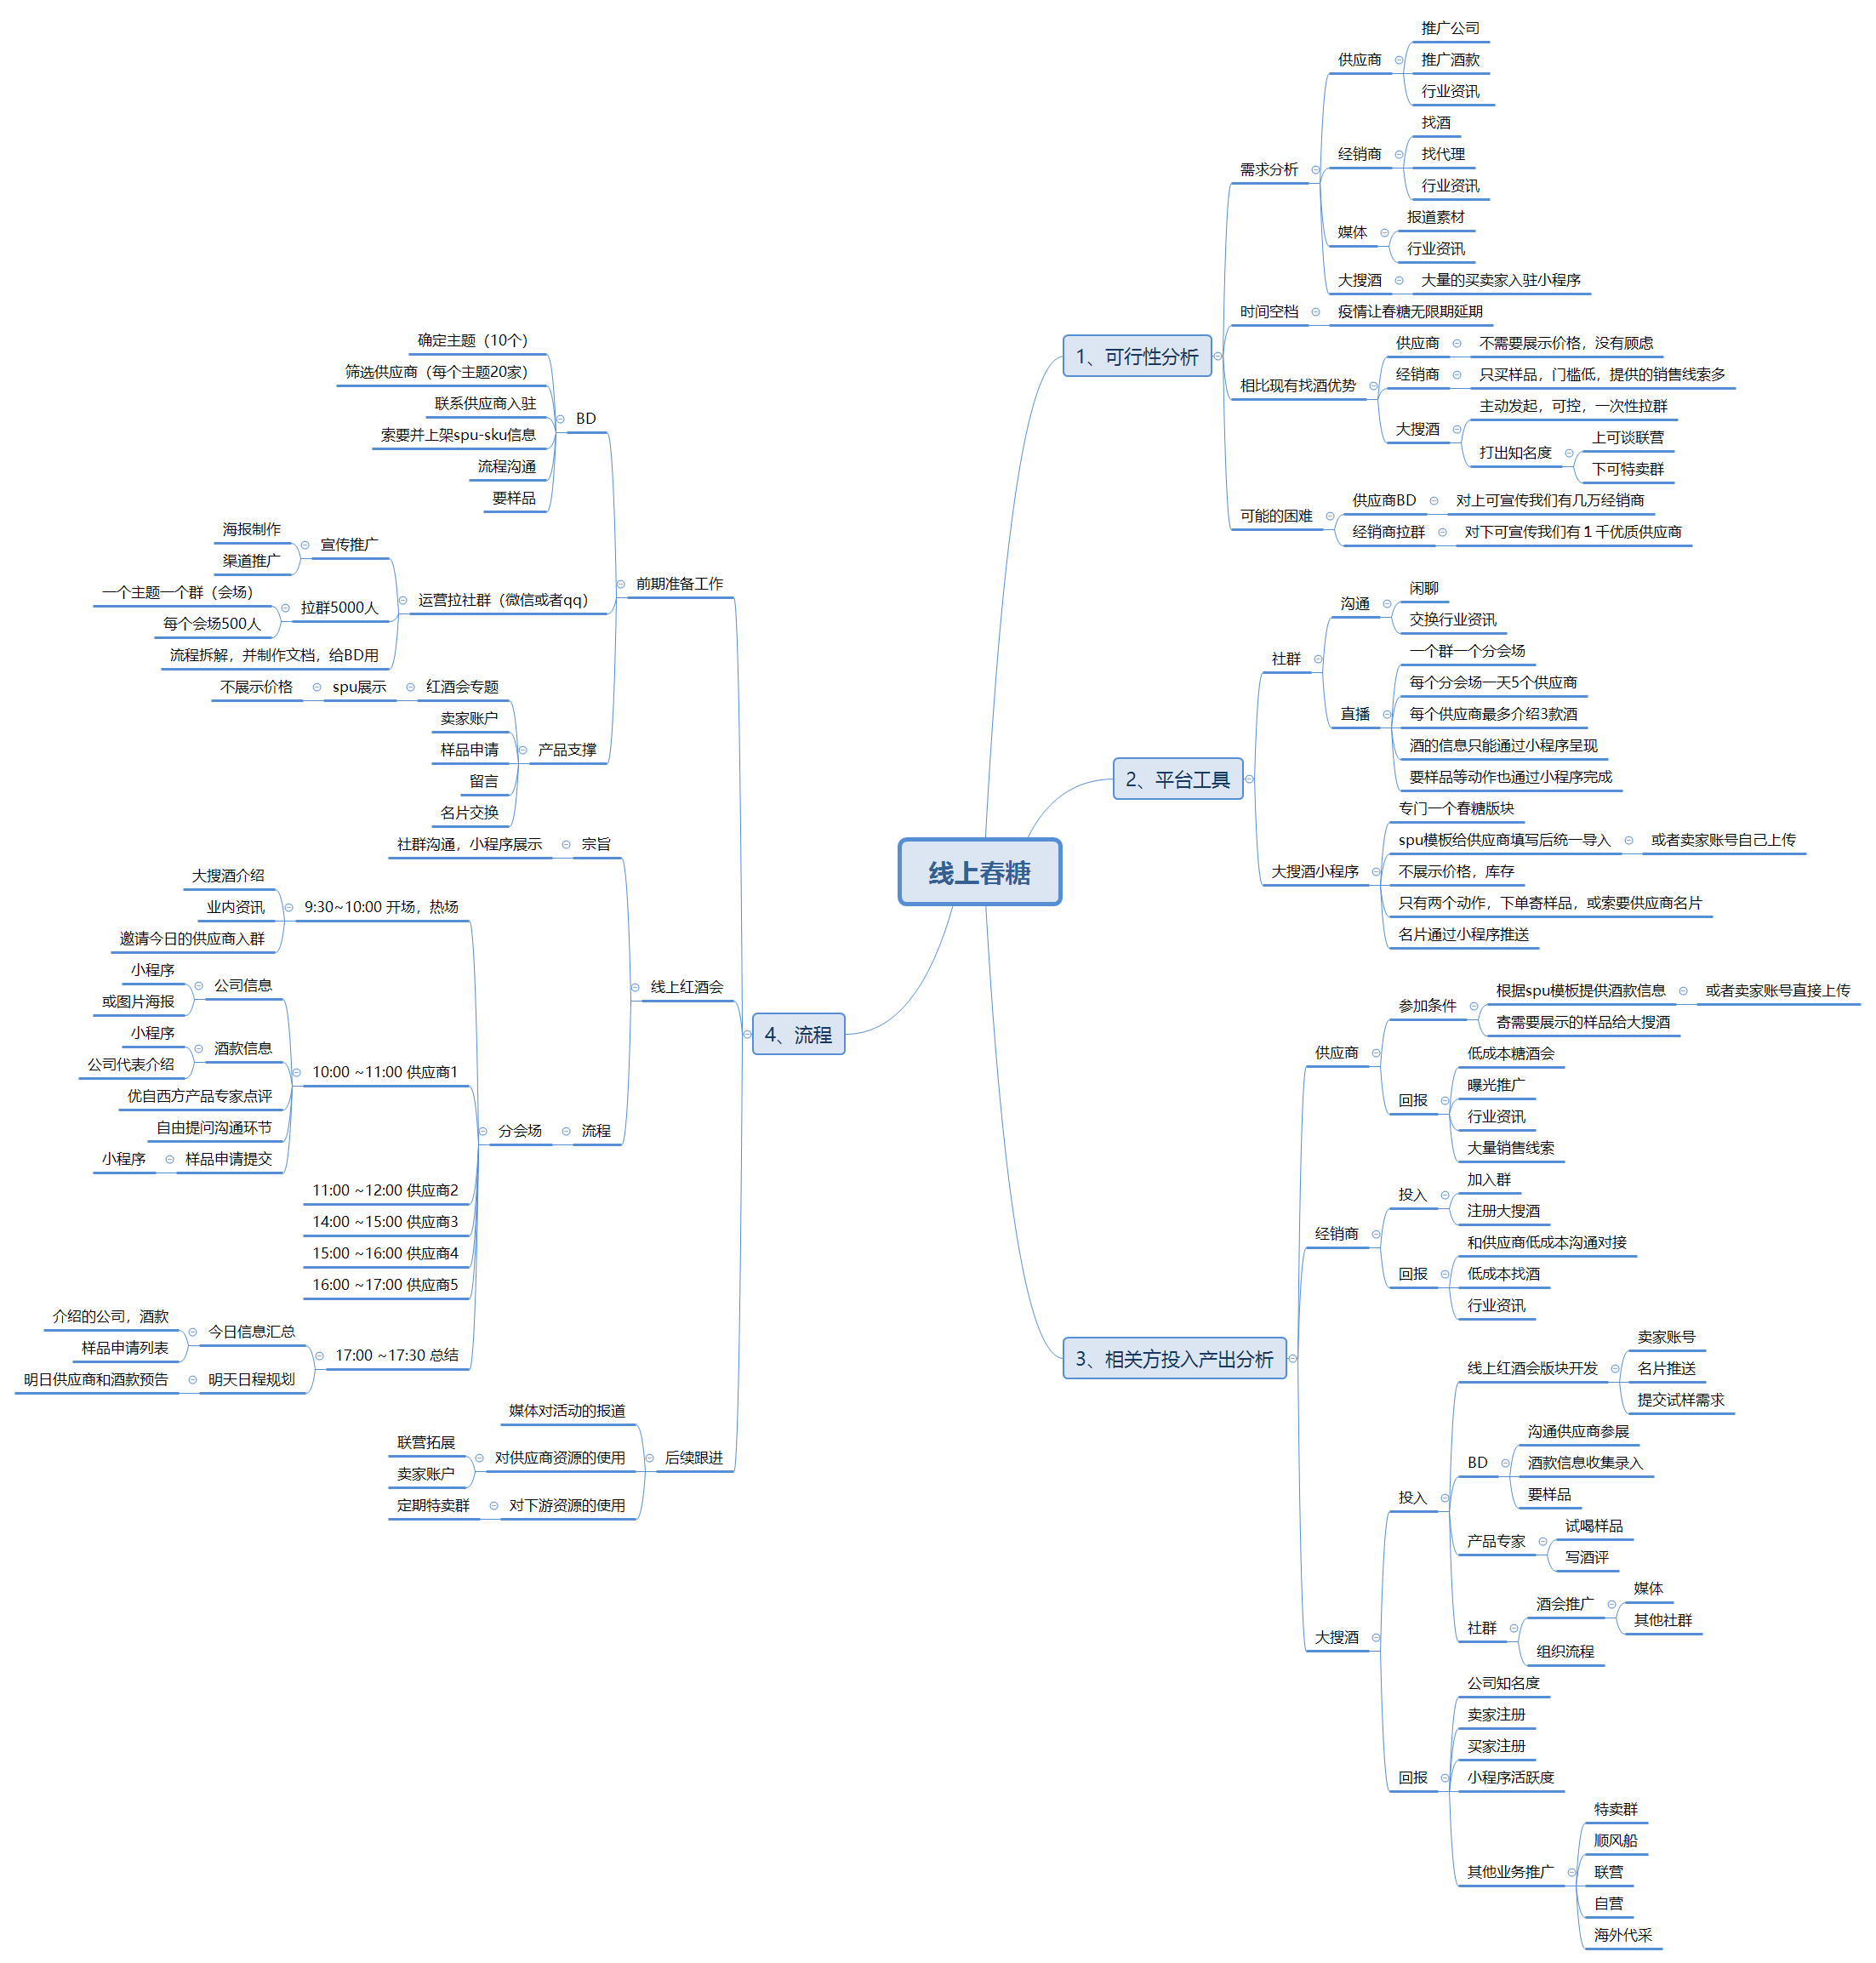 线上春糖
1、可行性分析
需求分析
供应商
推广公司
推广酒款
行业资讯
经销商
找酒
找代理
行业资讯
媒体
报道素材
行业资讯
大搜酒
大量的买卖家入驻小程序
时间空档
疫情让春糖无限期延期
相比现有找酒优势
供应商
不需要展示价格，没有顾虑
经销商
只买样品，门槛低，提供的销售线索多
大搜酒
主动发起，可控，一次性拉群
打出知名度
上可谈联营
下可特卖群
可能的困难
供应商BD
对上可宣传我们有几万经销商
经销商拉群
对下可宣传我们有１千优质供应商
2、平台工具
社群
沟通
闲聊
交换行业资讯
直播
一个群一个分会场
每个分会场一天5个供应商
每个供应商最多介绍3款酒
酒的信息只能通过小程序呈现
要样品等动作也通过小程序完成
大搜酒小程序
专门一个春糖版块
spu模板给供应商填写后统一导入
或者卖家账号自己上传
不展示价格，库存
只有两个动作，下单寄样品，或索要供应商名片
名片通过小程序推送
3、相关方投入产出分析
供应商
参加条件
根据spu模板提供酒款信息
或者卖家账号直接上传
寄需要展示的样品给大搜酒
回报
低成本糖酒会
曝光推广
行业资讯
大量销售线索
经销商
投入
加入群
注册大搜酒
回报
和供应商低成本沟通对接
低成本找酒
行业资讯
大搜酒
投入
线上红酒会版块开发
卖家账号
名片推送
提交试样需求
BD
沟通供应商参展
酒款信息收集录入
要样品
产品专家
试喝样品
写酒评
社群
酒会推广
媒体
其他社群
组织流程
回报
公司知名度
卖家注册
买家注册
小程序活跃度
其他业务推广
特卖群
顺风船
联营
自营
海外代采
4、流程
前期准备工作
BD
确定主题（10个）
筛选供应商（每个主题20家）
联系供应商入驻
索要并上架spu-sku信息
流程沟通
要样品
运营拉社群（微信或者qq）
宣传推广
海报制作
渠道推广
拉群5000人
一个主题一个群（会场）
每个会场500人
流程拆解，并制作文档，给BD用
产品支撑
红酒会专题
spu展示
不展示价格
卖家账户
样品申请
留言
名片交换
线上红酒会
宗旨
社群沟通，小程序展示
流程
分会场
9:30~10:00 开场，热场
大搜酒介绍
业内资讯
邀请今日的供应商入群
10:00 ~11:00 供应商1
公司信息
小程序
或图片海报
酒款信息
小程序
公司代表介绍
优自西方产品专家点评
自由提问沟通环节
样品申请提交
小程序
11:00 ~12:00 供应商2
14:00 ~15:00 供应商3
15:00 ~16:00 供应商4
16:00 ~17:00 供应商5
17:00 ~17:30 总结
今日信息汇总
介绍的公司，酒款
样品申请列表
明天日程规划
明日供应商和酒款预告
后续跟进
媒体对活动的报道
对供应商资源的使用
联营拓展
卖家账户
对下游资源的使用
定期特卖群